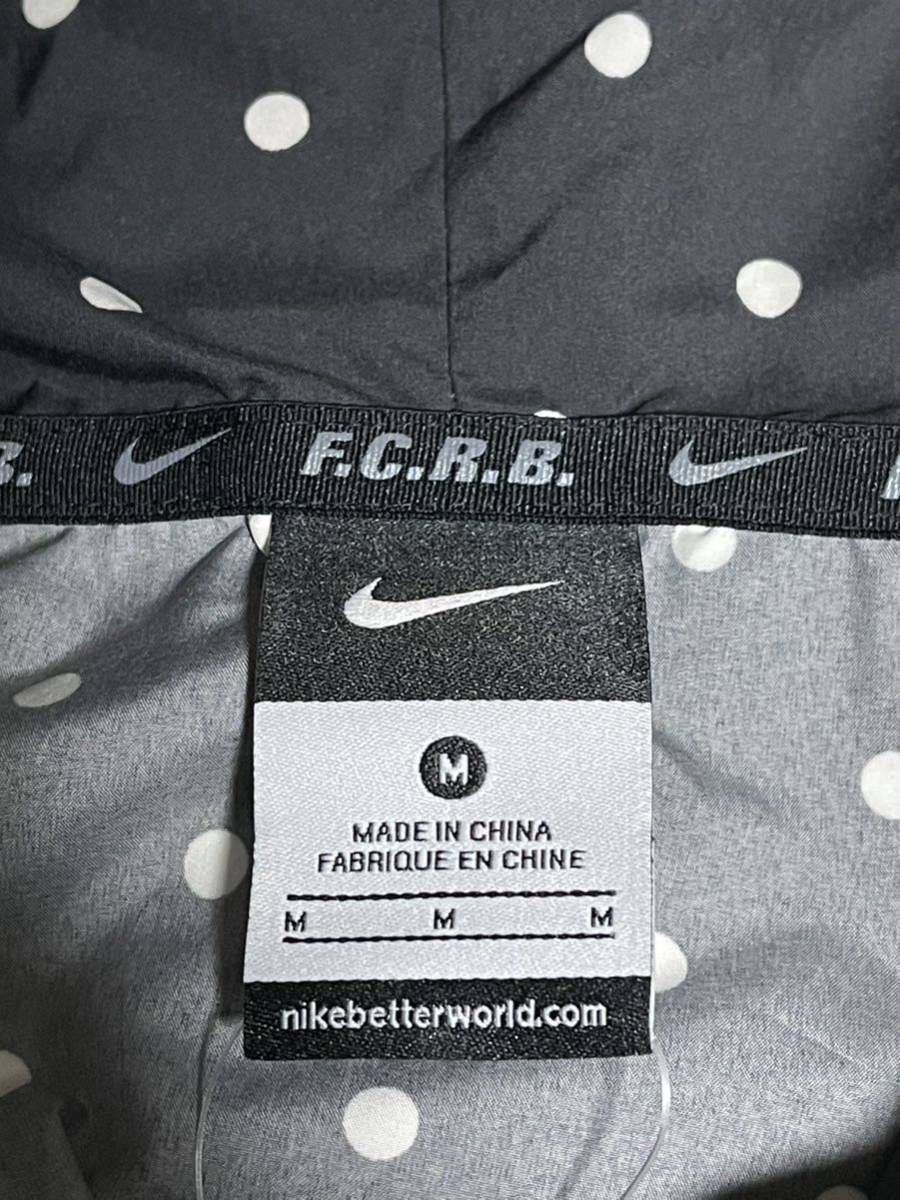 B.
F.C.R.B.
M
MADE IN CHINA
FABRIQUE EN CHINE
M M M
nikebetterworld.com